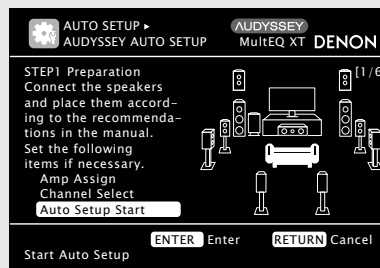 AUTO SETUP ▸
AUDYSSEY AUTO SETUP
AUDYSSEY
MultEQ XT
DENON
[1/6
STEP1 Preparation
Connect the speakers
and place them accord-
ing to the recommenda-
tions in the manual.
Set the following
items if necessary.
Amp Assign
Channel Select
Auto Setup Start
ENTER Enter
RETURN Cancel
Start Auto Setup